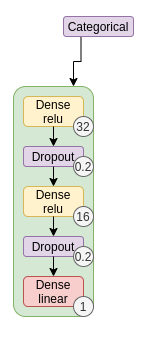 Categorical
Dense
relu
32
Dropout
0.2
Dense
relu
16
Dropout
0.2
Dense
linear
1